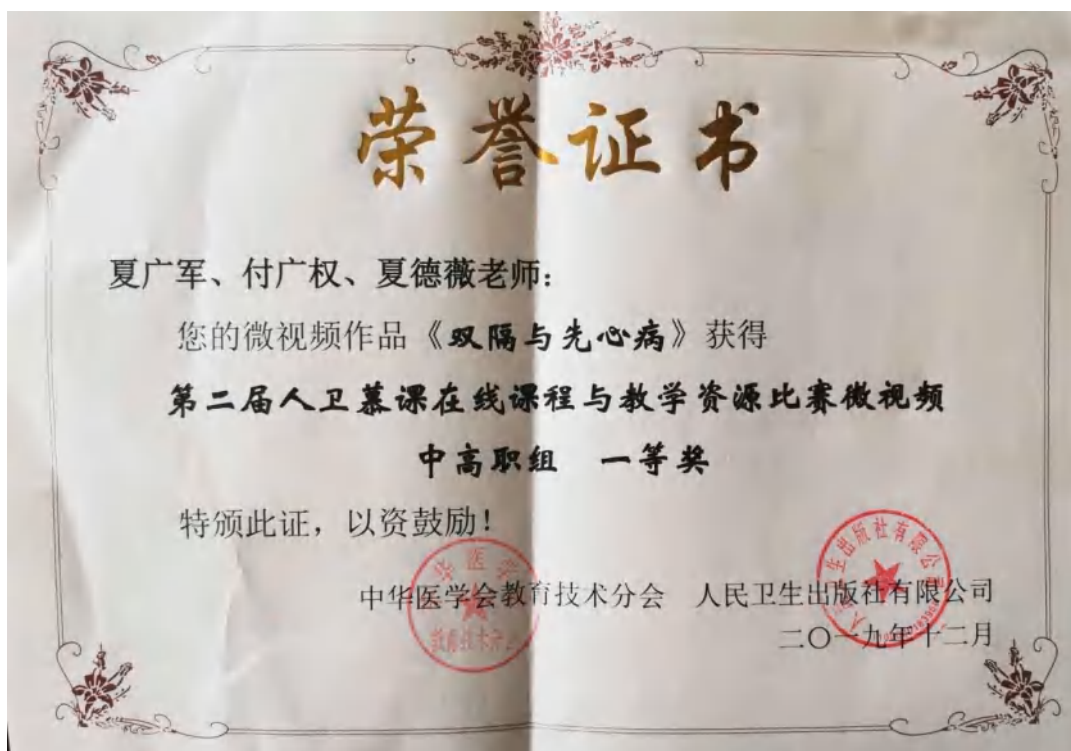 荣誉证书
夏广军、付广权、夏德薇老师：
您的微视频作品《双隔与先心病》获得
第二届人卫慕课在线课程与教学资源比赛微视频
中高职组 一等奖
特颁此证，以资鼓励！
中华医学会教育技术分会 人民卫生出版社有限公司
二〇一九年十二月